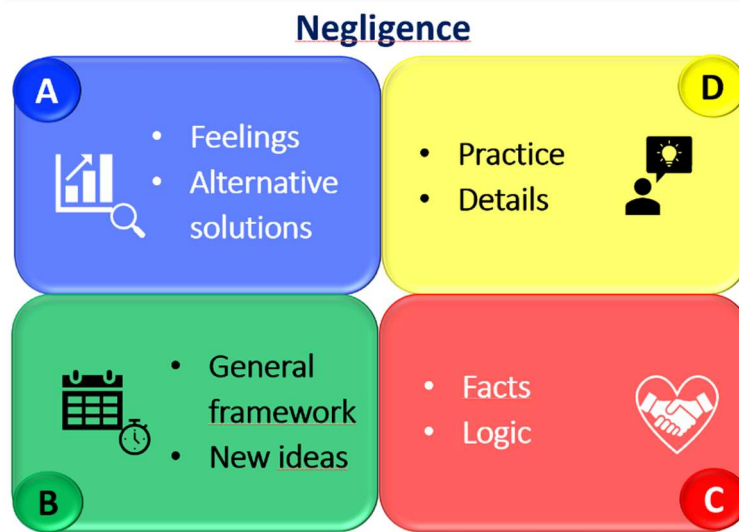 Negligence
A
• Feelings
• Alternative
solutions
D
• Practice
• Details
• General
framework
• New ideas
B
• Facts
• Logic
C